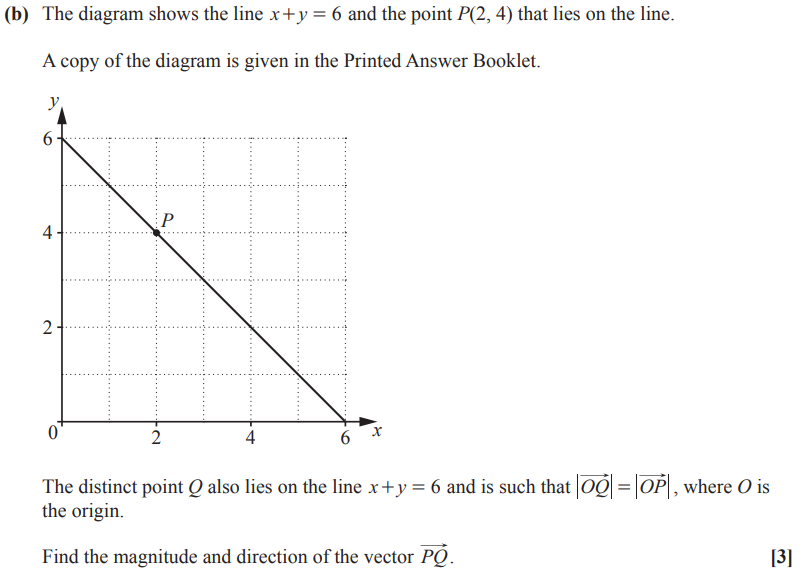 (b) The diagram shows the line x+y = 6 and the point P(2, 4) that lies on the line.
A copy of the diagram is given in the Printed Answer Booklet.
y
6
P
4
2
0
2
4
6
x
The distinct point Q also lies on the line x+y = 6 and is such that |\overrightarrow{OQ}| = |\overrightarrow{OP}|, where O is
the origin.
Find the magnitude and direction of the vector \overrightarrow{PQ}.
[3]